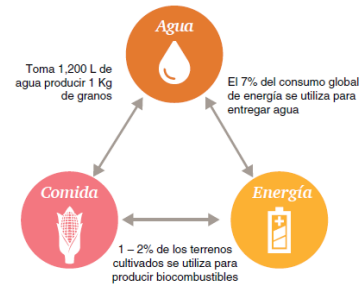 Agua
Toma 1,200 L de
agua producir 1 Kg
de granos
El 7% del consumo global
de energía se utiliza para
entregar agua
Comida
Energía
1 – 2% de los terrenos
cultivados se utiliza para
producir biocombustibles